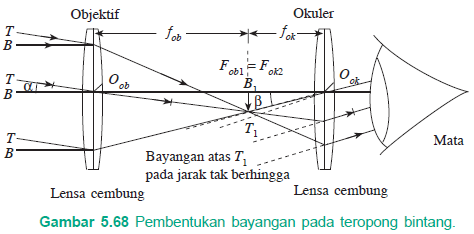 Objektif
Okuler
f_ob
f_ok
T
B
F_ob1 = F_ok2
T
α
B
O_ob
B_1
O_ok
β
T_1
T
B
Bayangan atas T_1
pada jarak tak berhingga
Mata
Lensa cembung
Lensa cembung
Gambar 5.68 Pembentukan bayangan pada teropong bintang.